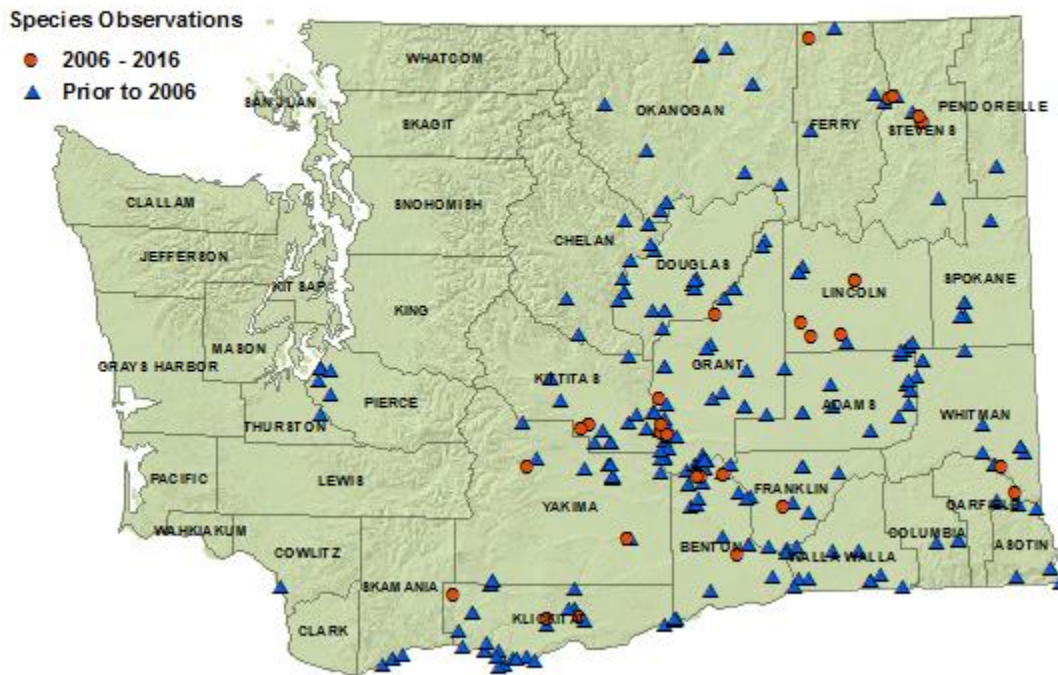 Species Observations
2006 - 2016
Prior to 2006
WHATCOM
SAN JUAN
OKANOGAN
PEND OREILLE
SKAGIT
FERRY
STEVENS
CLALLAM
SNOHOMISH
CHELAN
JEFFERSON
DOUGLAS
KITSAP
SPOKANE
LINCOLN
KING
MASON
GRAYS HARBOR
GRANT
KITTITAS
PIERCE
ADAMS
WHITMAN
THURSTON
PACIFIC
LEWIS
FRANKLIN
YAKIMA
GARFIELD
WAHKIAKUM
COLUMBIA
BENTON
ASOTIN
COWLITZ
WALLA WALLA
SKAMANIA
KLICKITAT
CLARK